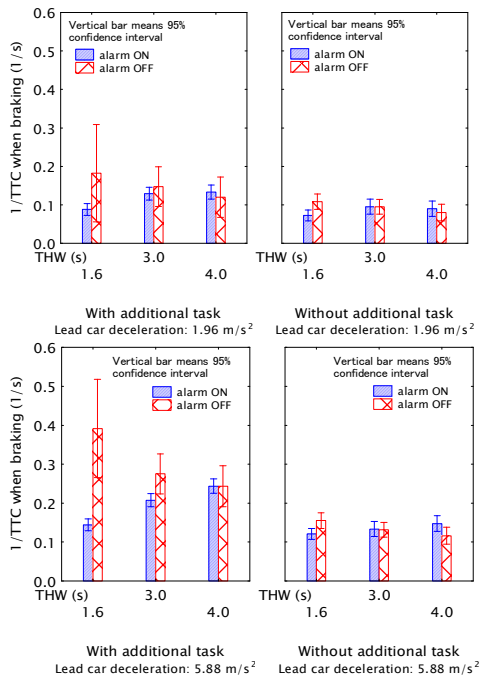 0.6
0.5
0.4
0.3
0.2
0.1
0.0
1/TTC when braking (1/s)
Vertical bar means 95%
confidence interval
alarm ON
alarm OFF
Vertical bar means 95%
confidence interval
alarm ON
alarm OFF
THW (s)
1.6
3.0
4.0
THW (s)
1.6
3.0
4.0
With additional task
Lead car deceleration: 1.96 m/s²
Without additional task
Lead car deceleration: 1.96 m/s²
0.6
0.5
0.4
0.3
0.2
0.1
0.0
1/TTC when braking (1/s)
Vertical bar means 95%
confidence interval
alarm ON
alarm OFF
Vertical bar means 95%
confidence interval
alarm ON
alarm OFF
THW (s)
1.6
3.0
4.0
THW (s)
1.6
3.0
4.0
With additional task
Lead car deceleration: 5.88 m/s²
Without additional task
Lead car deceleration: 5.88 m/s²